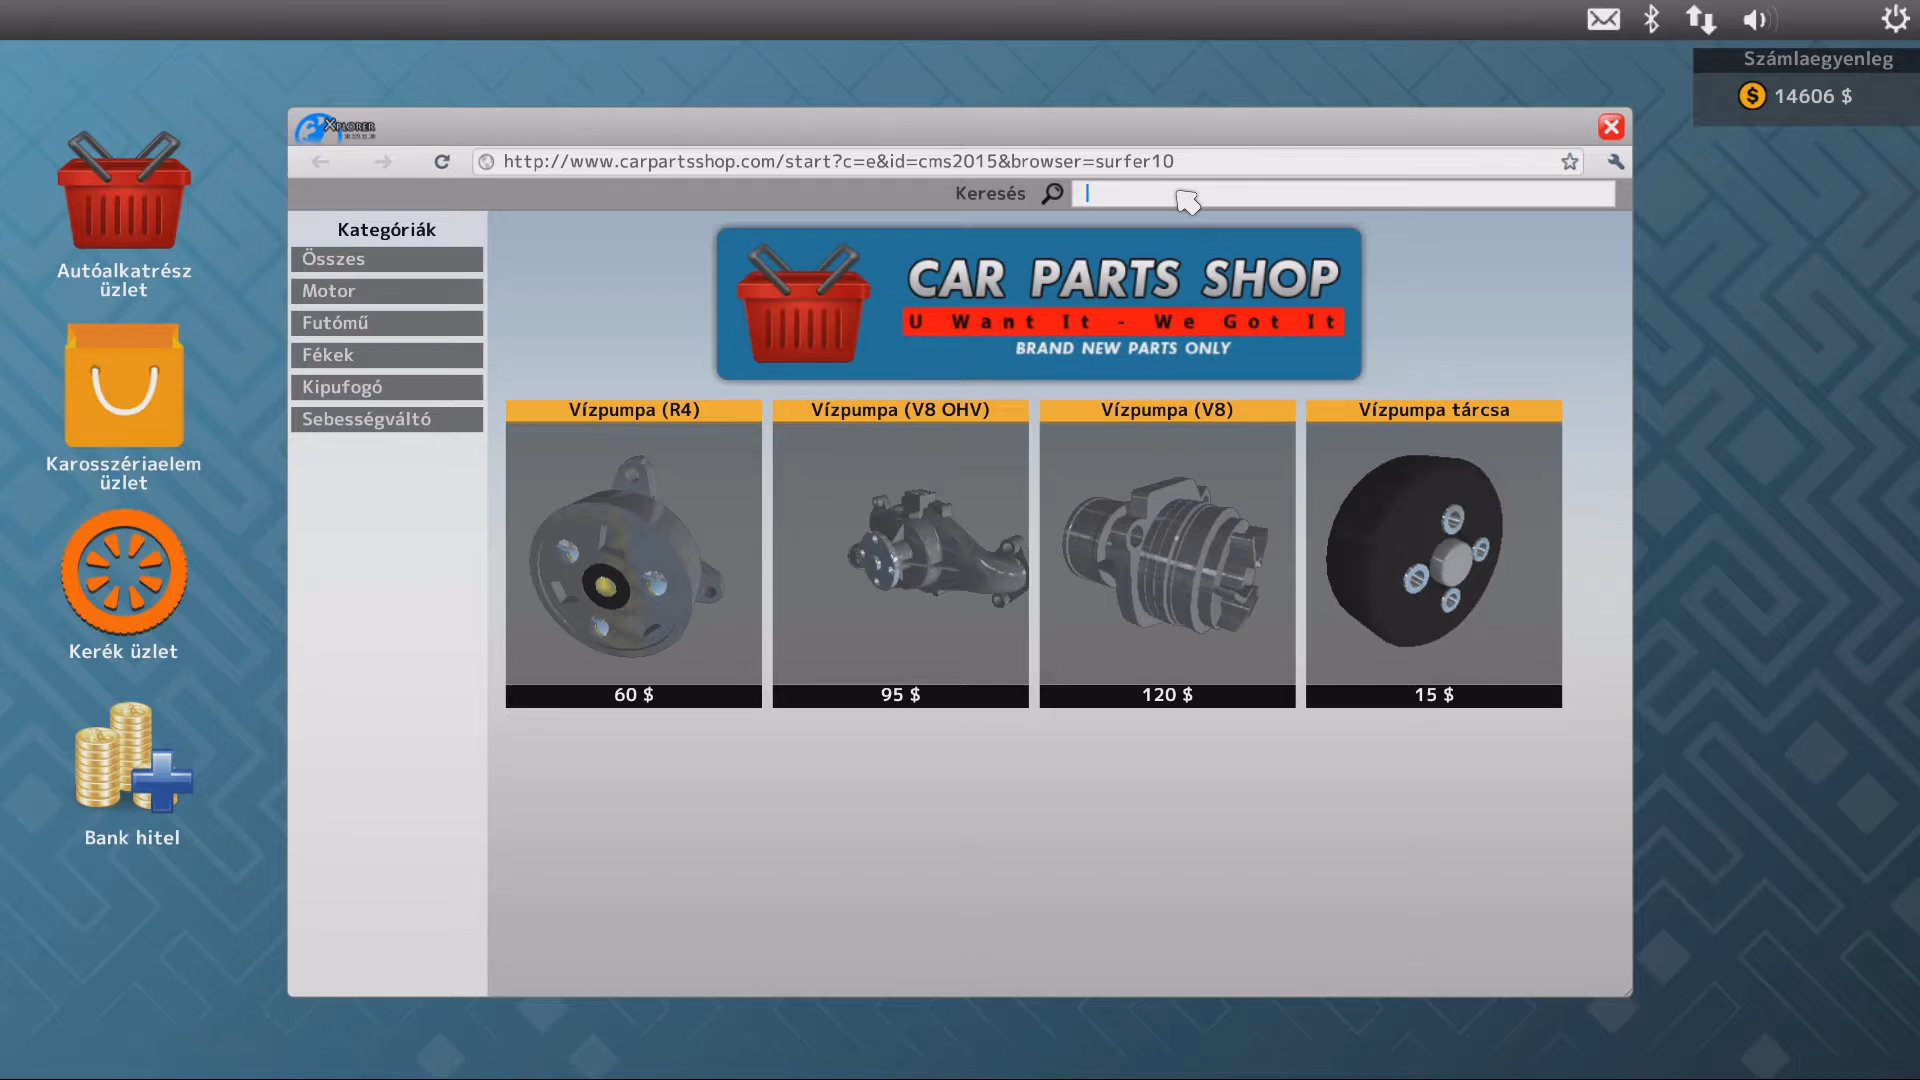 Számlaegyenleg
14606 $
XPLORER
http://www.carpartsshop.com/start?c=e&id=cms2015&browser=surfer10
Keresés
Autóalkatrész
üzlet
Karosszériaelem
üzlet
Kerék üzlet
Bank hitel
Kategóriák
Összes
Motor
Futómű
Fékek
Kipufogó
Sebességváltó
CAR PARTS SHOP
U Want It - We Got It
BRAND NEW PARTS ONLY
Vízpumpa (R4)
60 $
Vízpumpa (V8 OHV)
95 $
Vízpumpa (V8)
120 $
Vízpumpa tárcsa
15 $